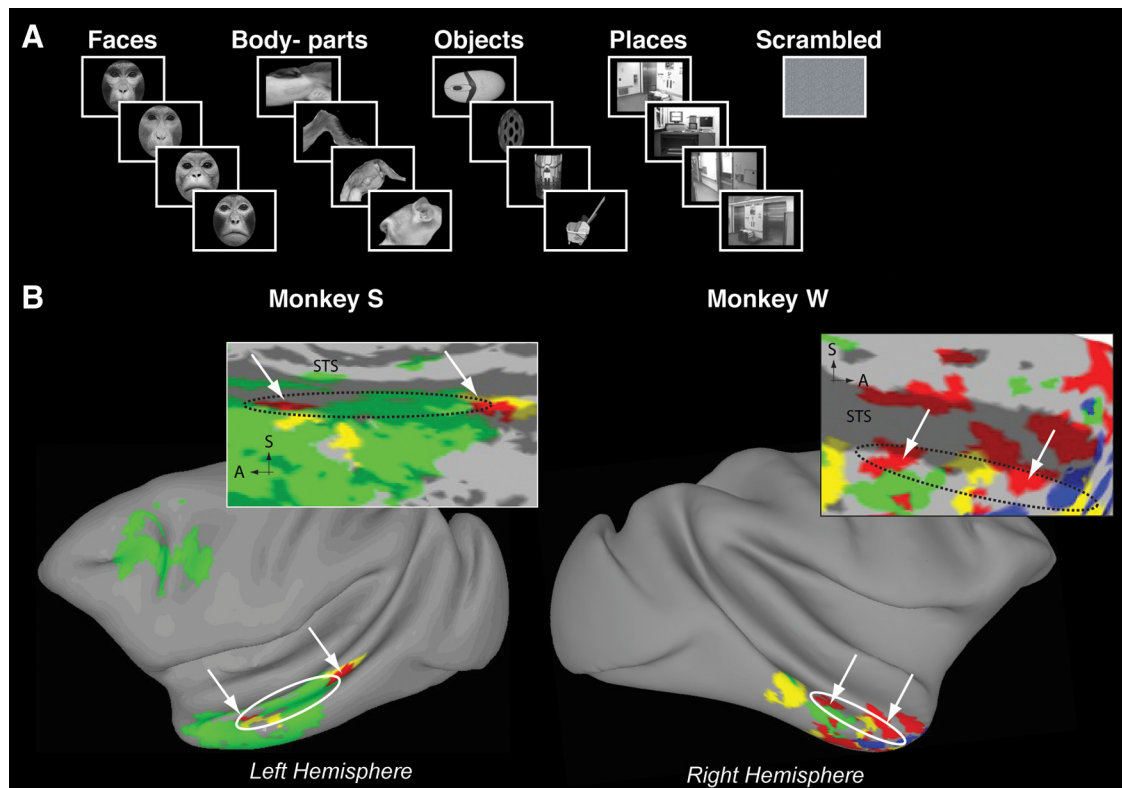 A
Faces
Body- parts
Objects
Places
Scrambled
B
Monkey S
Monkey W
STS
S
A
S
A
STS
Left Hemisphere
Right Hemisphere